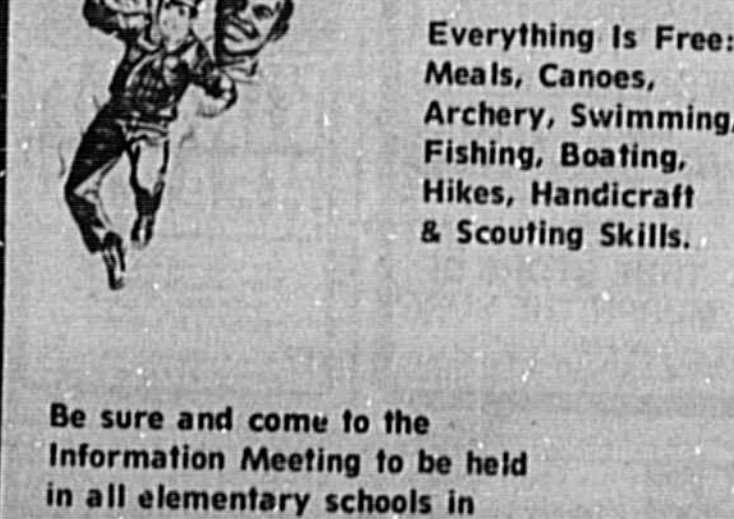 Everything Is Free:
Meals, Canoes,
Archery, Swimming,
Fishing, Boating,
Hikes, Handicraft
& Scouting Skills.
Be sure and come to the
Information Meeting to be held
in all elementary schools in